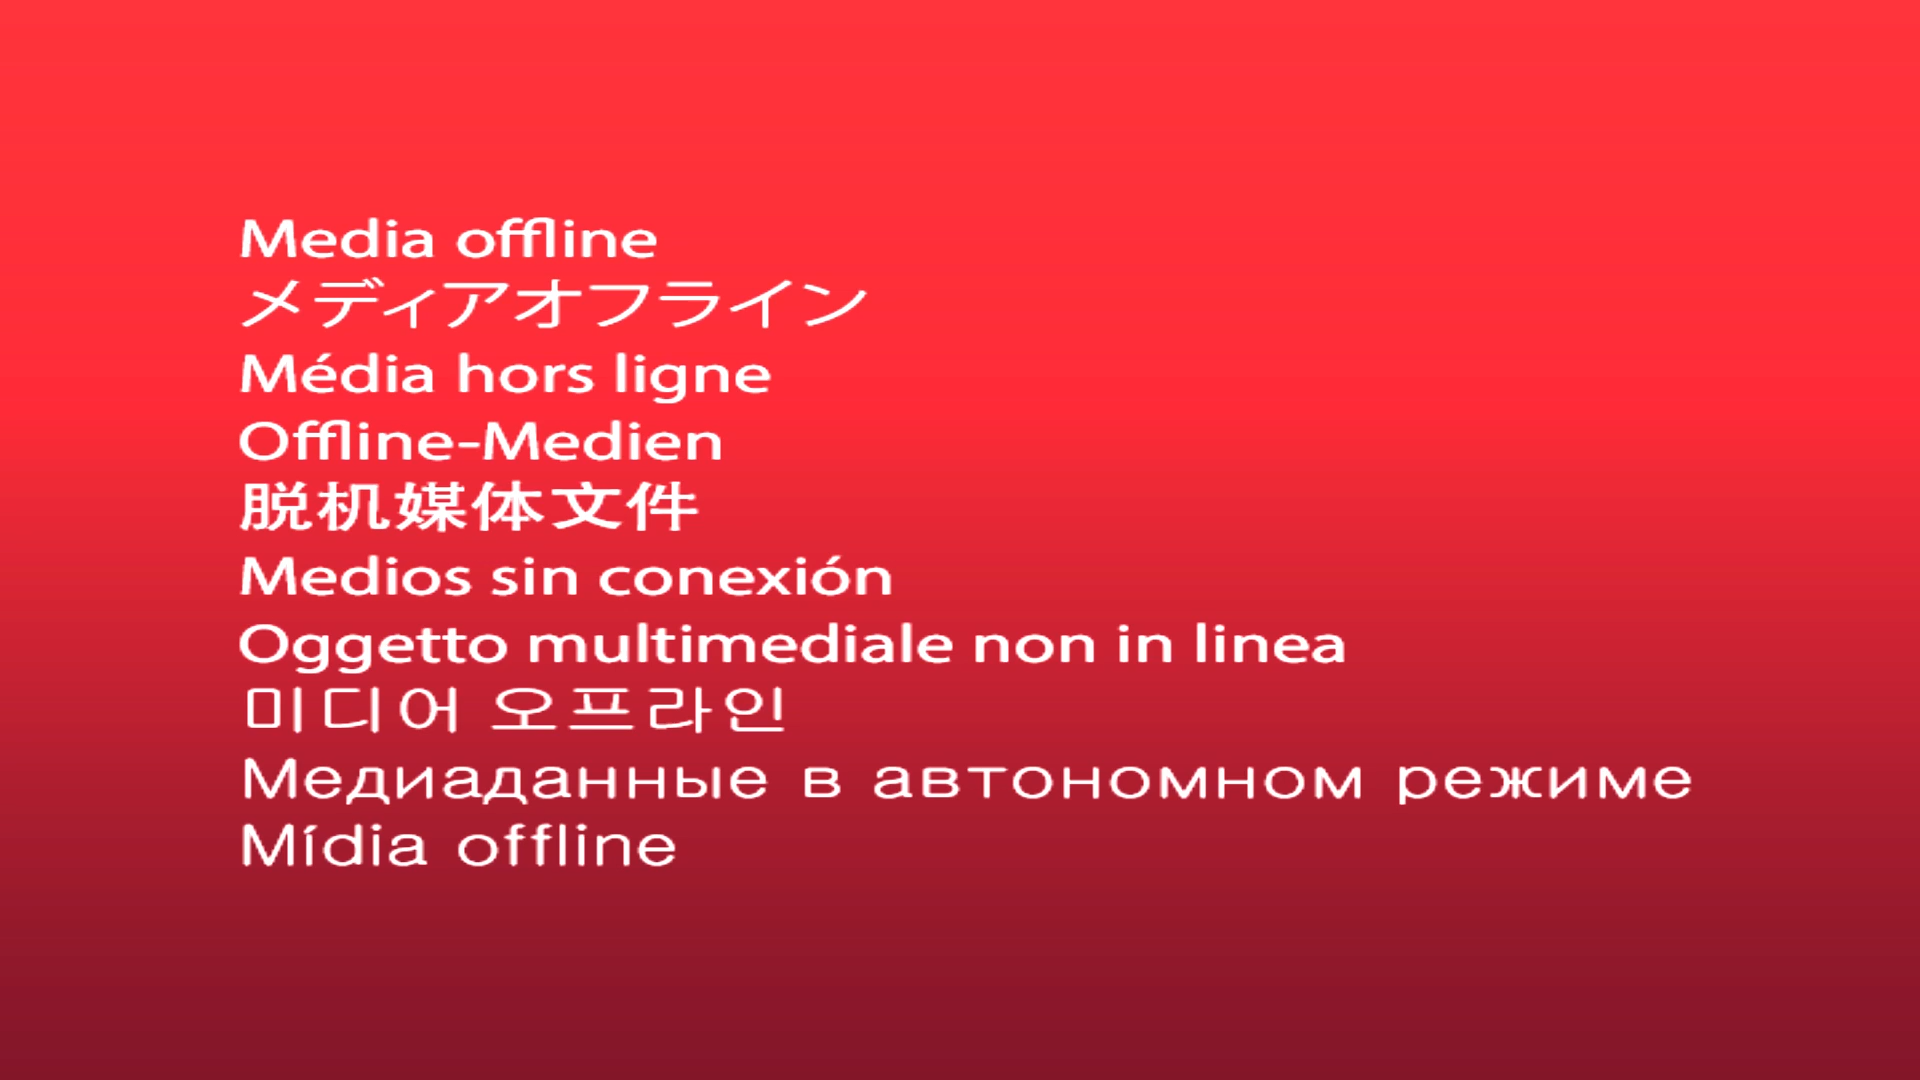 Media offline
メディアオフライン
Média hors ligne
Offline-Medien
脱机媒体文件
Medios sin conexión
Oggetto multimediale non in linea
미디어 오프라인
Медиаданные в автономном режиме
Mídia offline